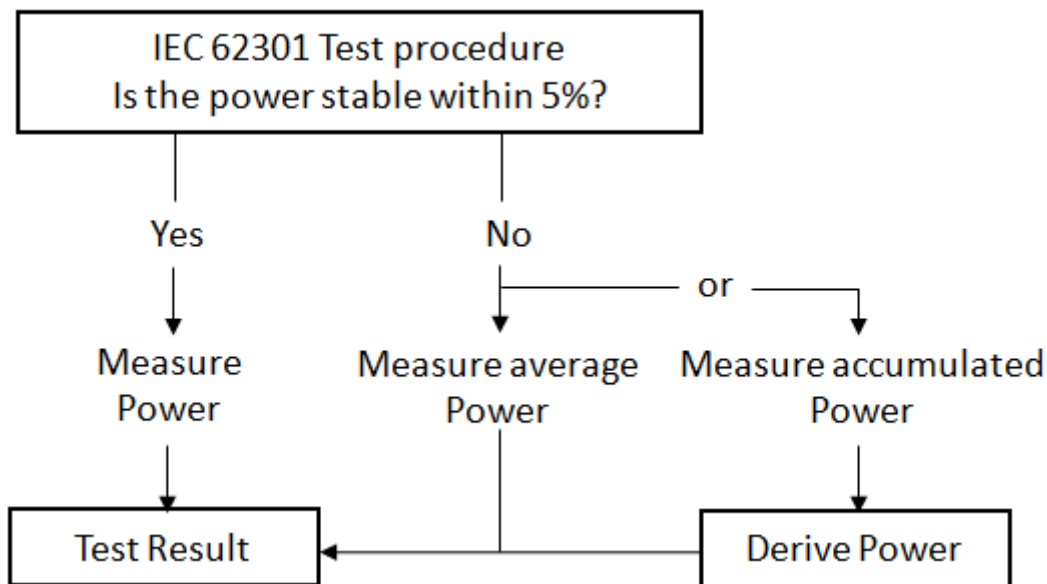 IEC 62301 Test procedure
Is the power stable within 5%?
Yes
No
or
Measure
Power
Measure average
Power
Measure accumulated
Power
Test Result
Derive Power